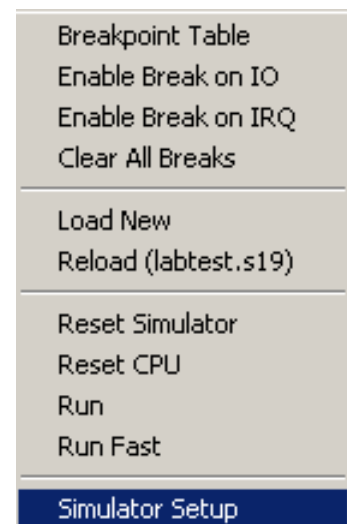 Breakpoint Table
Enable Break on IO
Enable Break on IRQ
Clear All Breaks
Load New
Reload (labtest.s19)
Reset Simulator
Reset CPU
Run
Run Fast
Simulator Setup